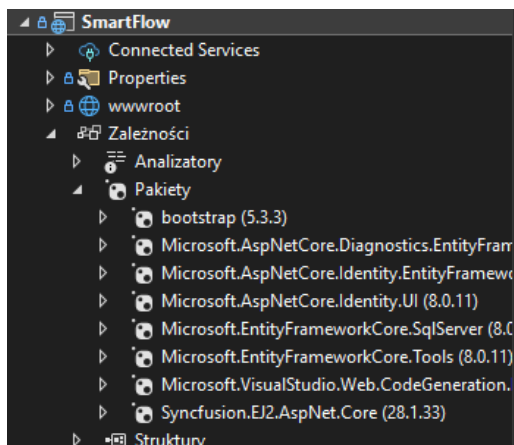 SmartFlow
Connected Services
Properties
wwwroot
Zależności
Analizatory
Pakiety
bootstrap (5.3.3)
Microsoft.AspNetCore.Diagnostics.EntityFram
Microsoft.AspNetCore.Identity.EntityFramewo
Microsoft.AspNetCore.Identity.UI (8.0.11)
Microsoft.EntityFrameworkCore.SqlServer (8.0
Microsoft.EntityFrameworkCore.Tools (8.0.11)
Microsoft.VisualStudio.Web.CodeGeneration.
Syncfusion.EJ2.AspNet.Core (28.1.33)
Struktury